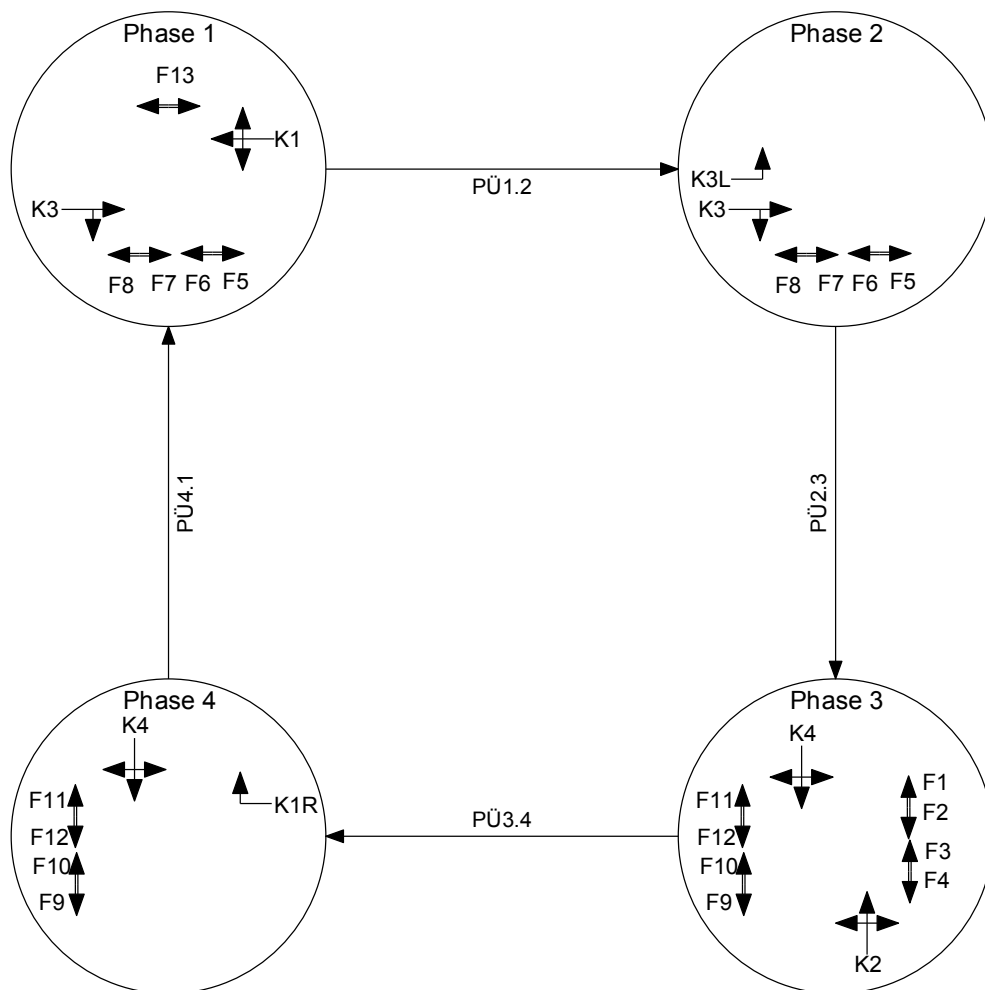 Phase 1
F13
K1
K3
F8 F7 F6 F5
PÜ1.2
Phase 2
K3L
K3
F8 F7 F6 F5
PÜ4.1
PÜ2.3
Phase 4
K4
F11
F12
F10
F9
K1R
PÜ3.4
Phase 3
K4
F11
F12
F10
F9
F1
F2
F3
F4
K2